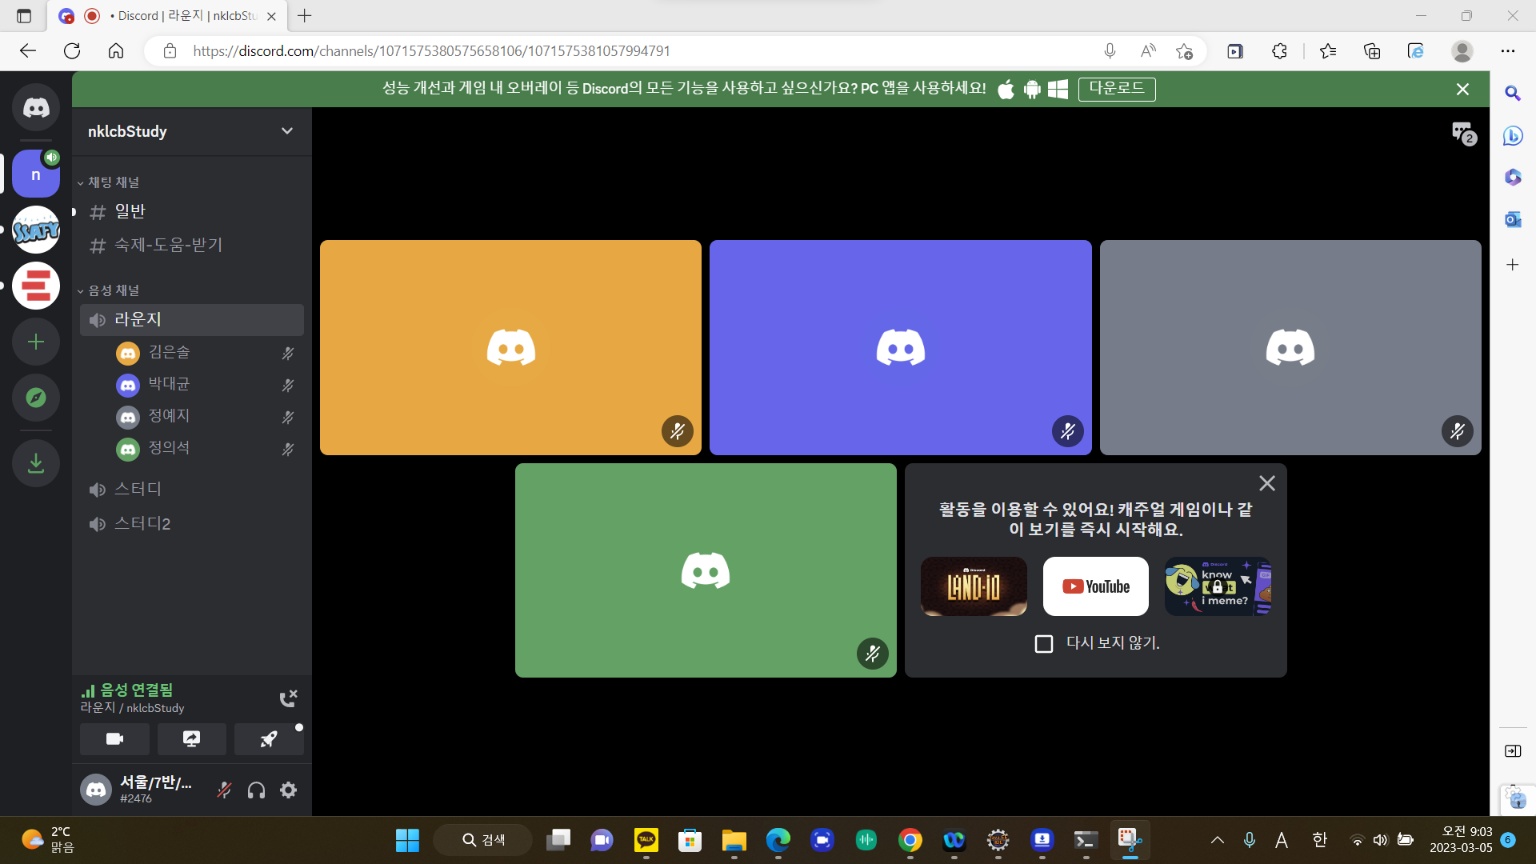 • Discord | 라운지 | nklcbStu
https://discord.com/channels/1071575380575658106/1071575381057994791
성능 개선과 게임 내 오버레이 등 Discord의 모든 기능을 사용하고 싶으신가요? PC 앱을 사용하세요!
다운로드
nklcbStudy
2
n
SSAFY
채팅 채널
# 일반
# 숙제-도움-받기
음성 채널
라운지
김은솔
박대균
정예지
정의석
스터디
스터디2
활동을 이용할 수 있어요! 캐주얼 게임이나 같
이 보기를 즉시 시작해요.
LAND-IO
YouTube
know
i meme?
다시 보지 않기.
음성 연결됨
라운지 / nklcbStudy
서울/7반/...
#2476
2°C
맑음
검색
TALK
A
한
오전 9:03
2023-03-05
6